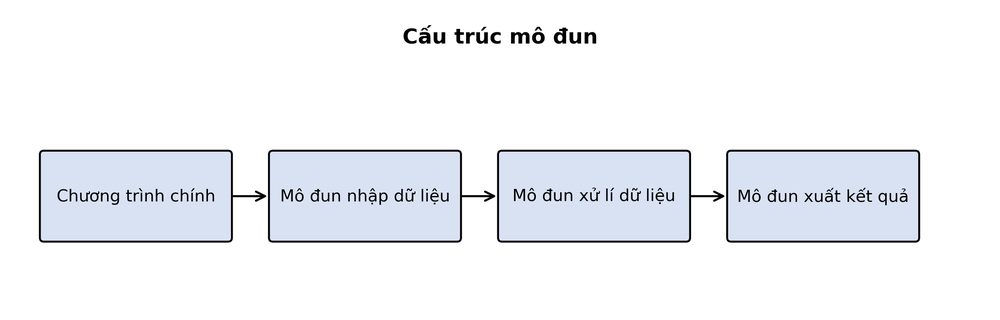 Cấu trúc mô đun
Chương trình chính
Mô đun nhập dữ liệu
Mô đun xử lí dữ liệu
Mô đun xuất kết quả